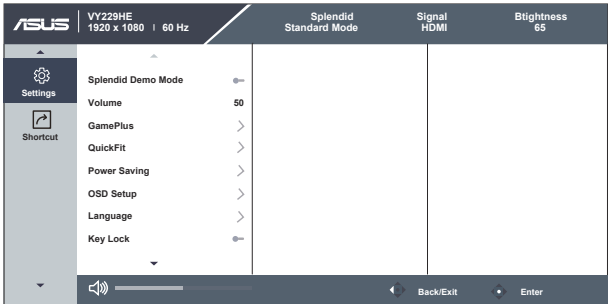 ASUS
VY229HE
1920 x 1080 | 60 Hz
Splendid
Standard Mode
Signal
HDMI
Btightness
65
Settings
Shortcut
Splendid Demo Mode
Volume 50
GamePlus
QuickFit
Power Saving
OSD Setup
Language
Key Lock
Back/Exit
Enter